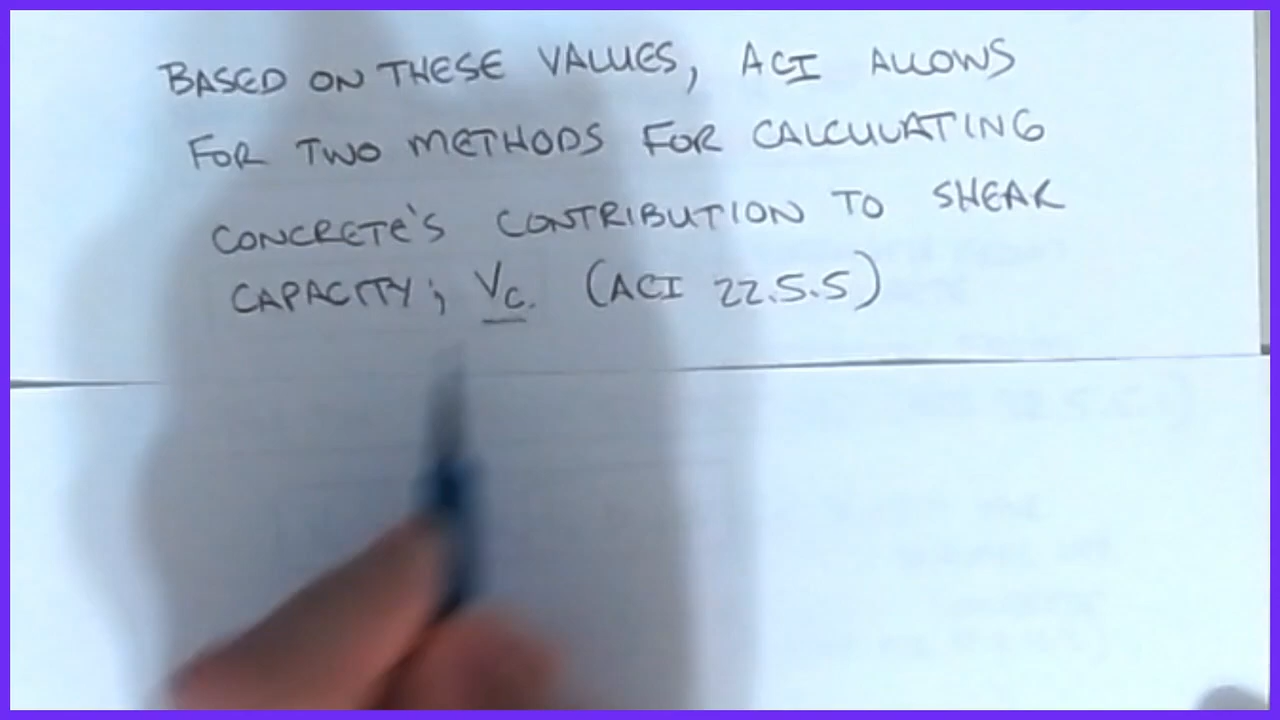 BASED ON THESE VALUES, ACI ALLOWS
FOR TWO METHODS FOR CALCULATING
CONCRETE'S CONTRIBUTION TO SHEAR
CAPACITY; Vc. (ACI 22.5.5)